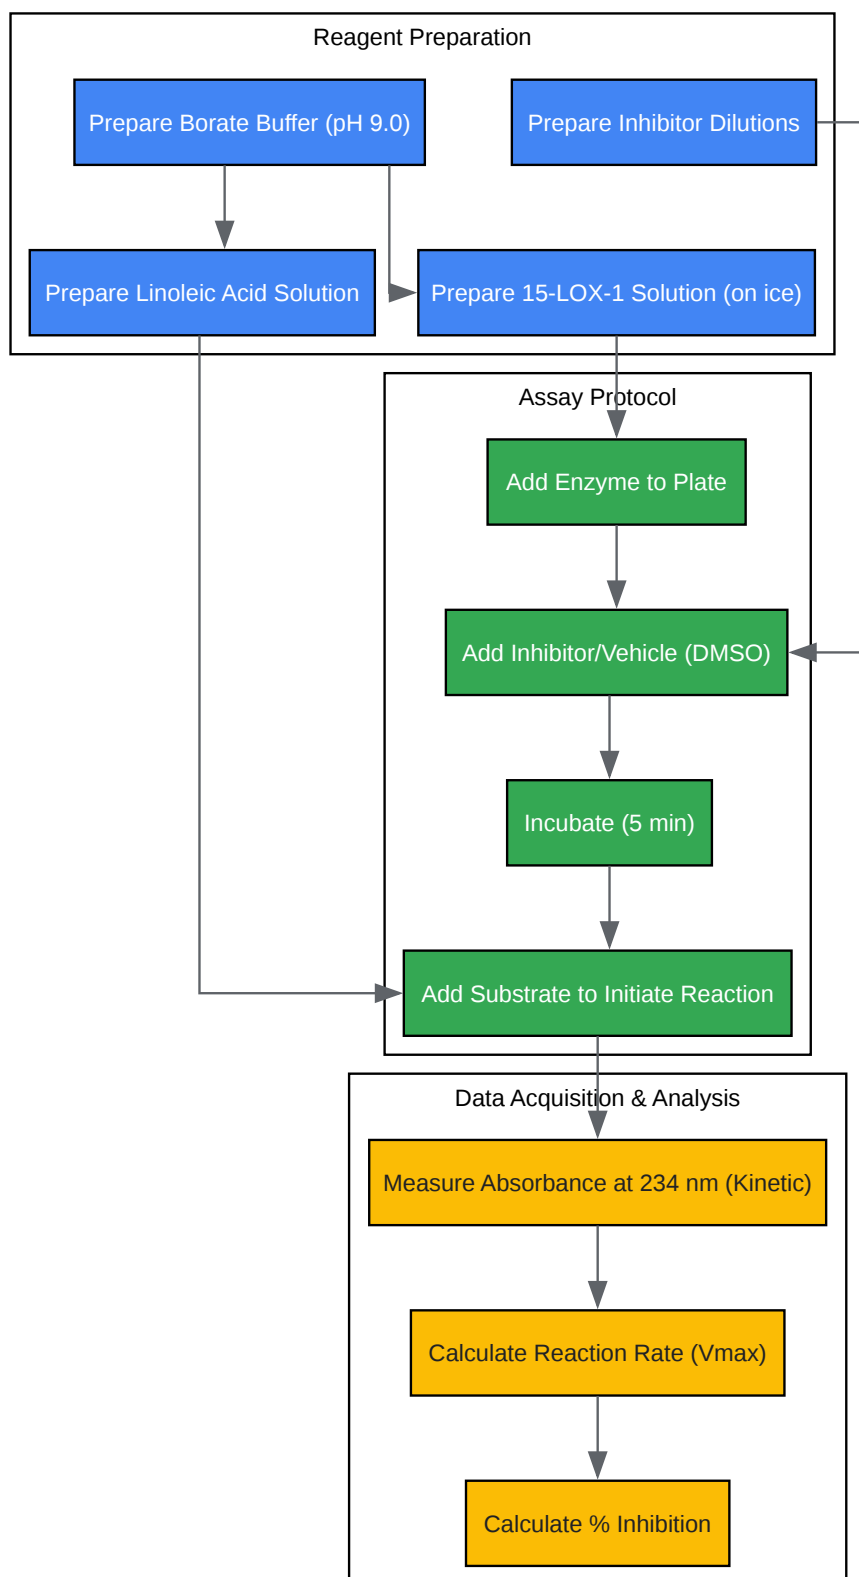 Reagent Preparation
Prepare Borate Buffer (pH 9.0)
Prepare Inhibitor Dilutions
Prepare Linoleic Acid Solution
Prepare 15-LOX-1 Solution (on ice)
Assay Protocol
Add Enzyme to Plate
Add Inhibitor/Vehicle (DMSO)
Incubate (5 min)
Add Substrate to Initiate Reaction
Data Acquisition & Analysis
Measure Absorbance at 234 nm (Kinetic)
Calculate Reaction Rate (Vmax)
Calculate % Inhibition